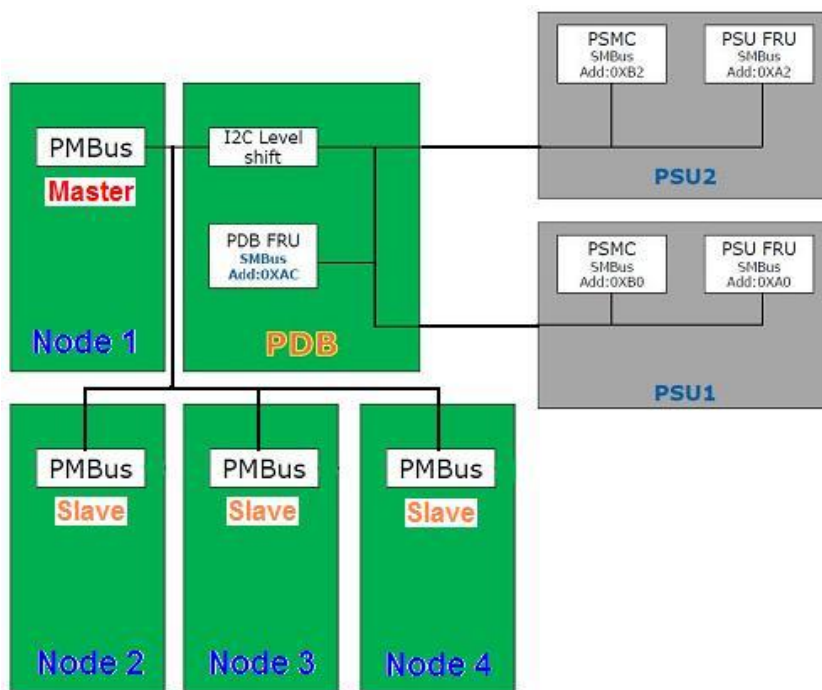 PSMC
SMBus
Add:0XB2
PSU FRU
SMBus
Add:0XA2
PSU2
PMBus
Master
Node 1
I2C Level
shift
PDB FRU
SMBus
Add:0XAC
PDB
PSMC
SMBus
Add:0XB0
PSU FRU
SMBus
Add:0XA0
PSU1
PMBus
Slave
Node 2
PMBus
Slave
Node 3
PMBus
Slave
Node 4